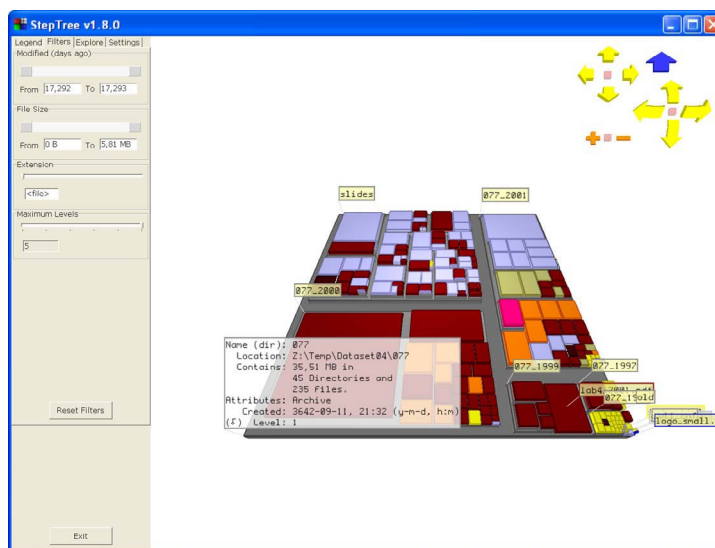 StepTree v1.8.0
Legend Filters Explore Settings
Modified (days ago)
From 17,292 To 17,293
File Size
From 0 B To 5,81 MB
Extension
<file>
Maximum Levels
5
Reset Filters
Exit
slides
077_2001
077_2000
Name (dir): 077
Location: Z:\Temp\Dataset04\077
Contains: 35,51 MB in
45 Directories and
235 Files.
Attributes: Archive
Created: 3642-09-11, 21:32 (y-m-d, h:m)
Level: 1
077_1999
077_1997
lab4
old
logo_small.